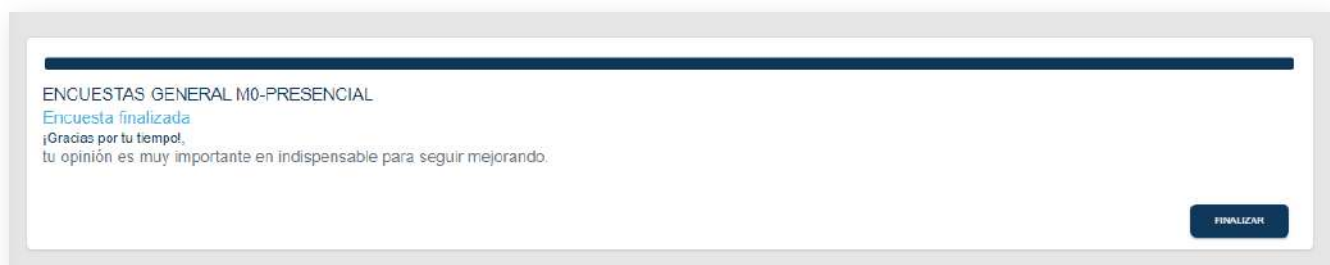 ENCUESTAS GENERAL M0-PRESENCIAL
Encuesta finalizada
¡Gracias por tu tiempo!,
tu opinión es muy importante en indispensable para seguir mejorando.
FINALIZAR